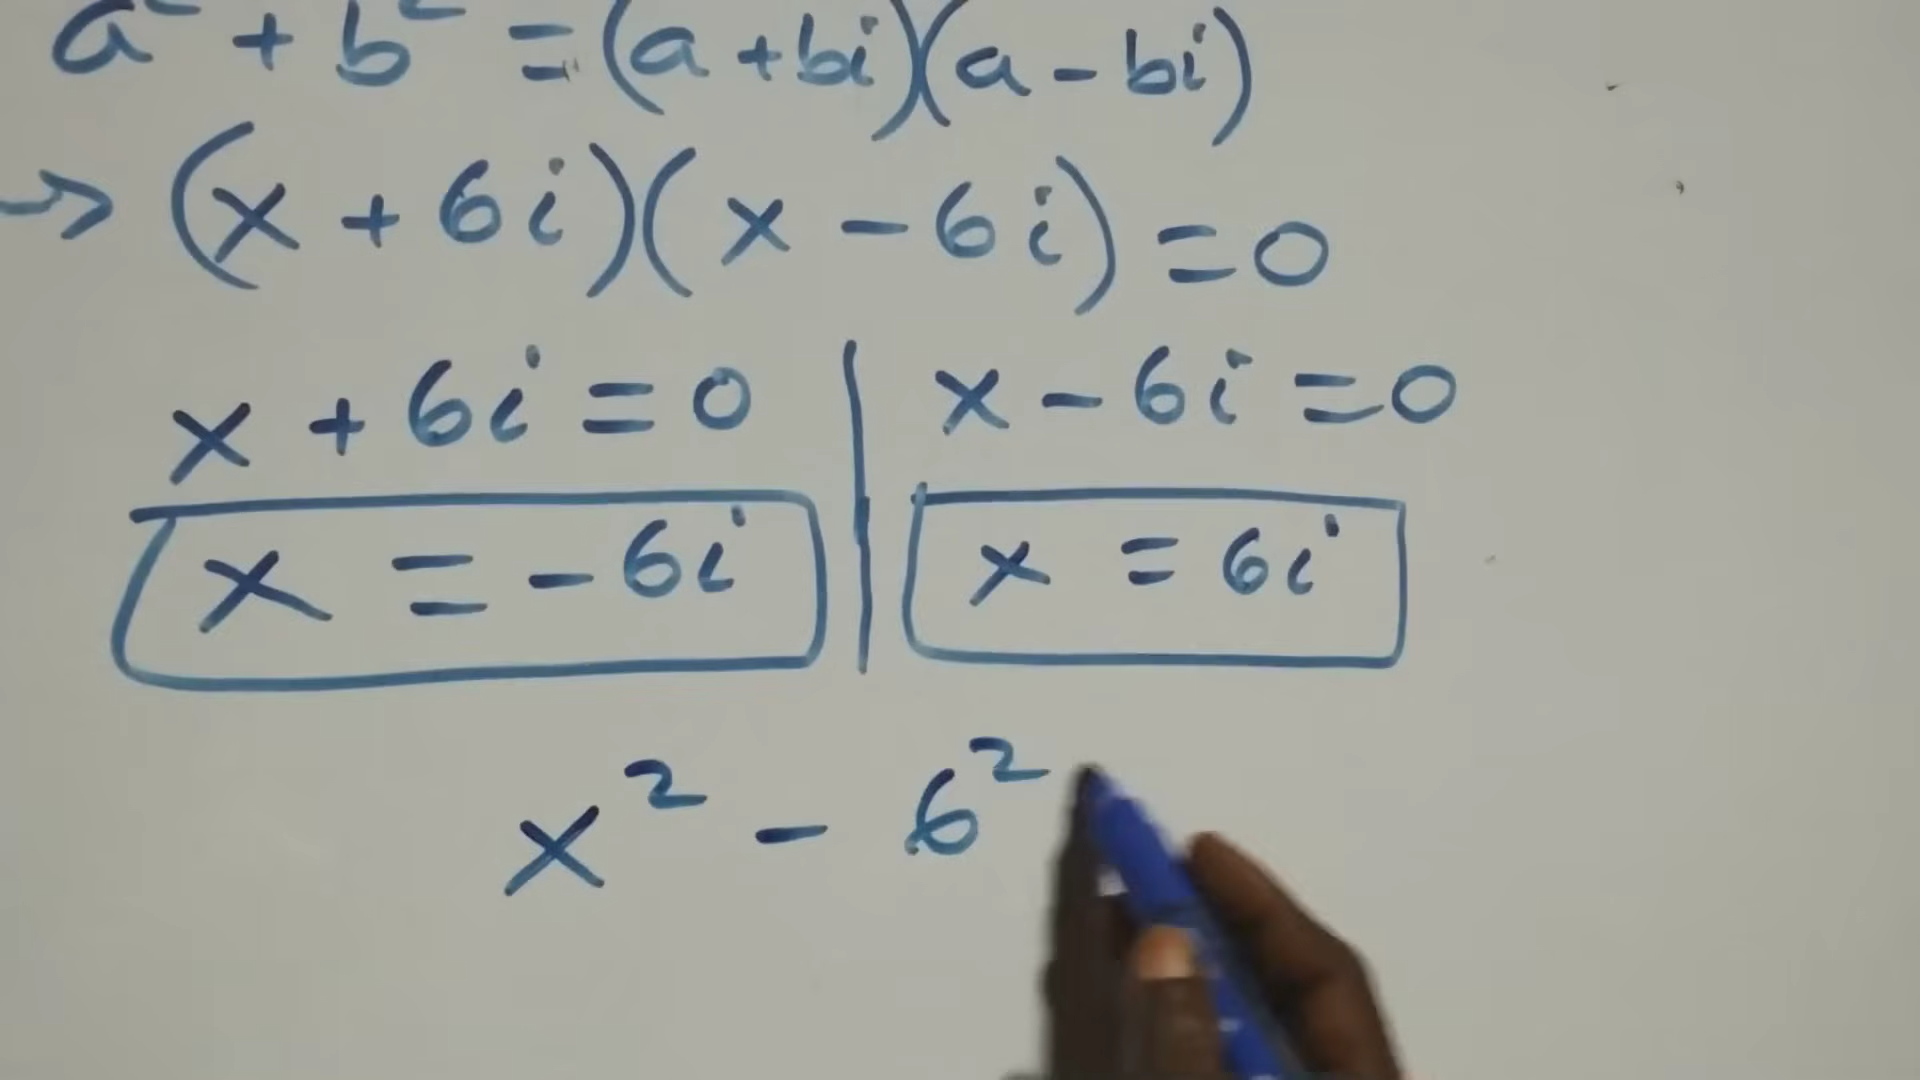 a² + b² = (a + bi)(a - bi)
→ (x + 6i)(x - 6i) = 0
x + 6i = 0 | x - 6i = 0
x = -6i | x = 6i
x² - 6²